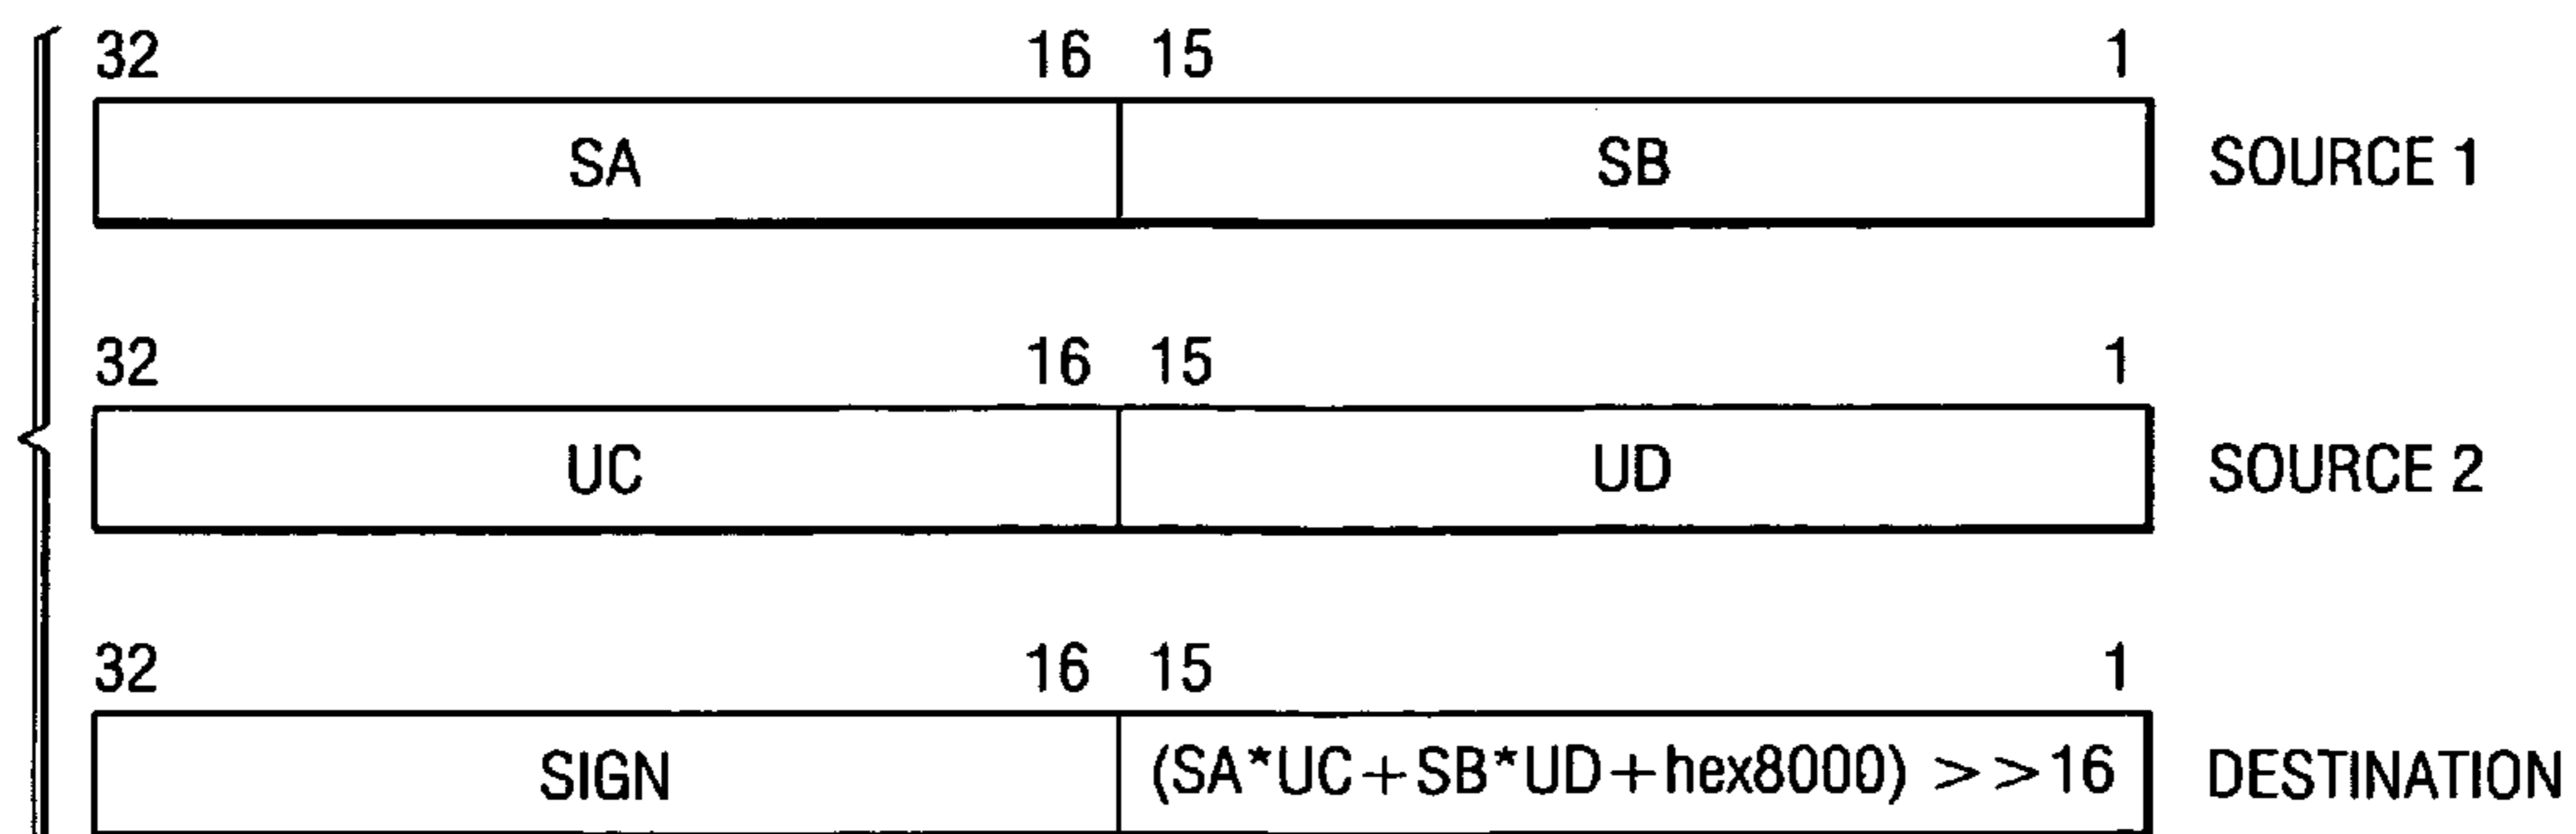 32 16 15 1
SA SB SOURCE 1
32 16 15 1
UC UD SOURCE 2
32 16 15 1
SIGN (SA*UC+SB*UD+hex8000) >>16 DESTINATION